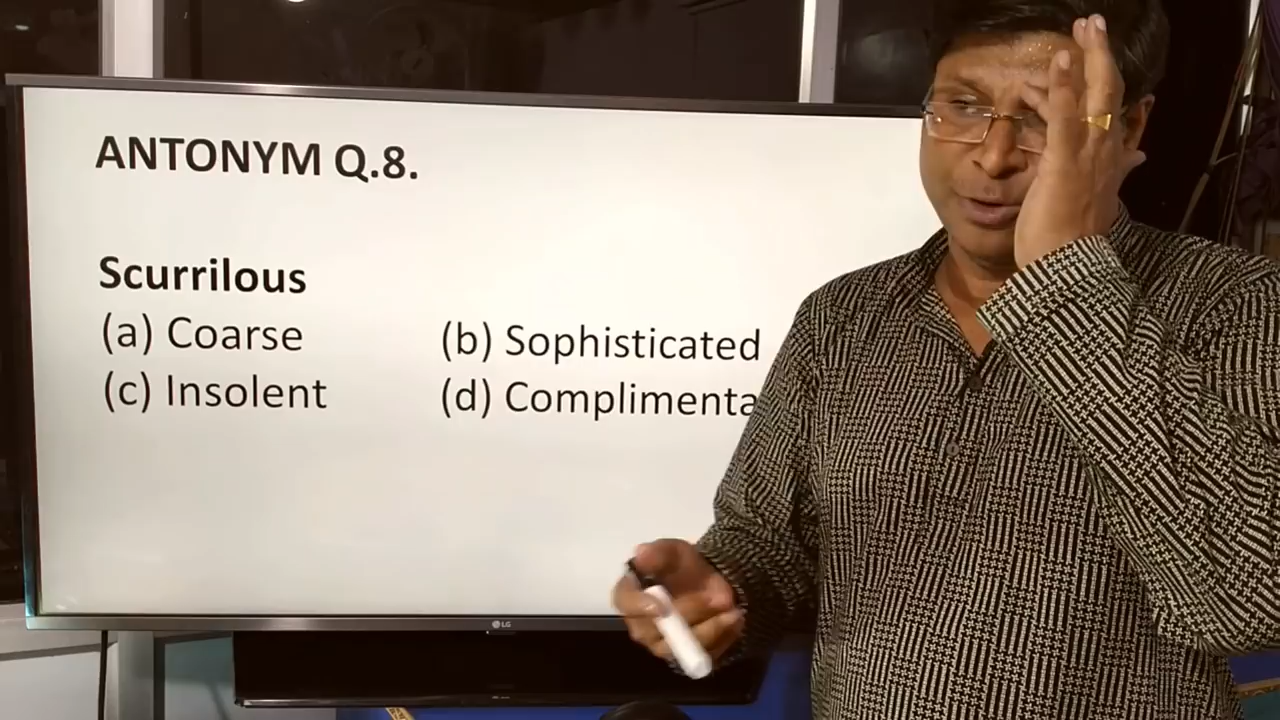 ANTONYM Q.8.
Scurrilous
(a) Coarse (b) Sophisticated
(c) Insolent (d) Complimenta
LG